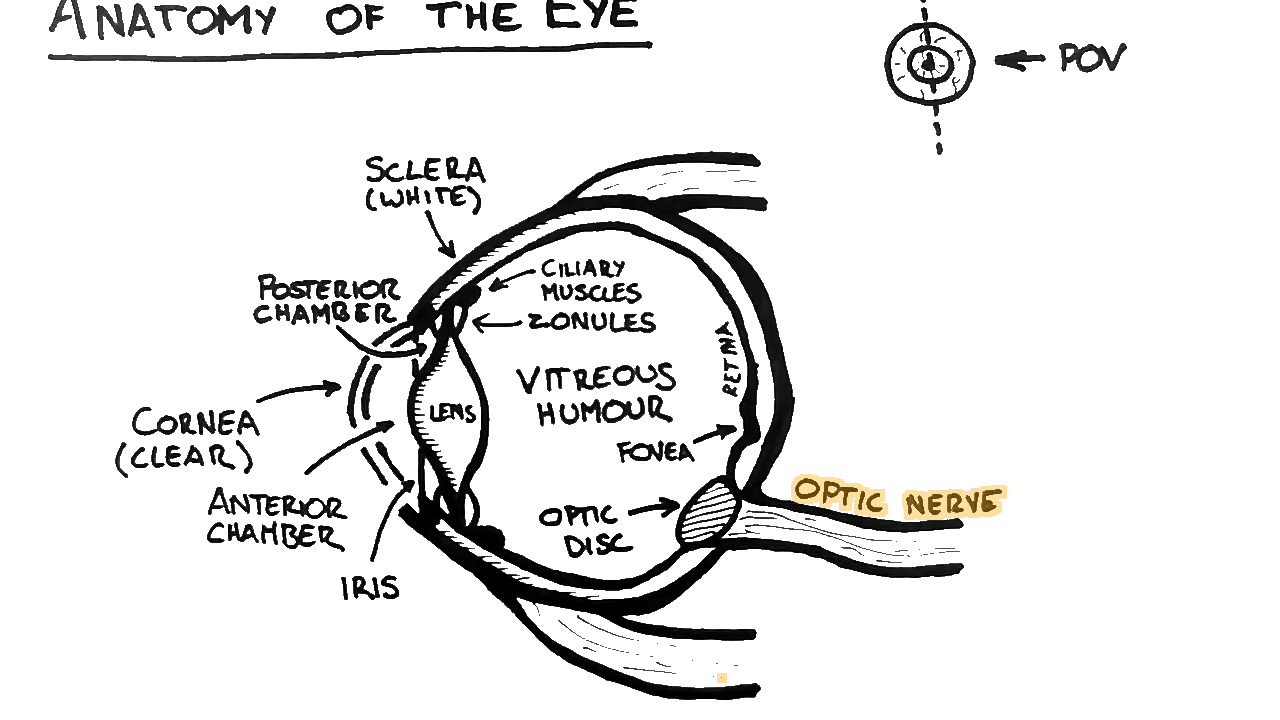 ANATOMY OF THE EYE
POV
SCLERA
(WHITE)
CILIARY
MUSCLES
POSTERIOR
CHAMBER
ZONULES
RETINA
VITREOUS
HUMOUR
LENS
CORNEA
(CLEAR)
FOVEA
ANTERIOR
CHAMBER
OPTIC NERVE
OPTIC
DISC
IRIS